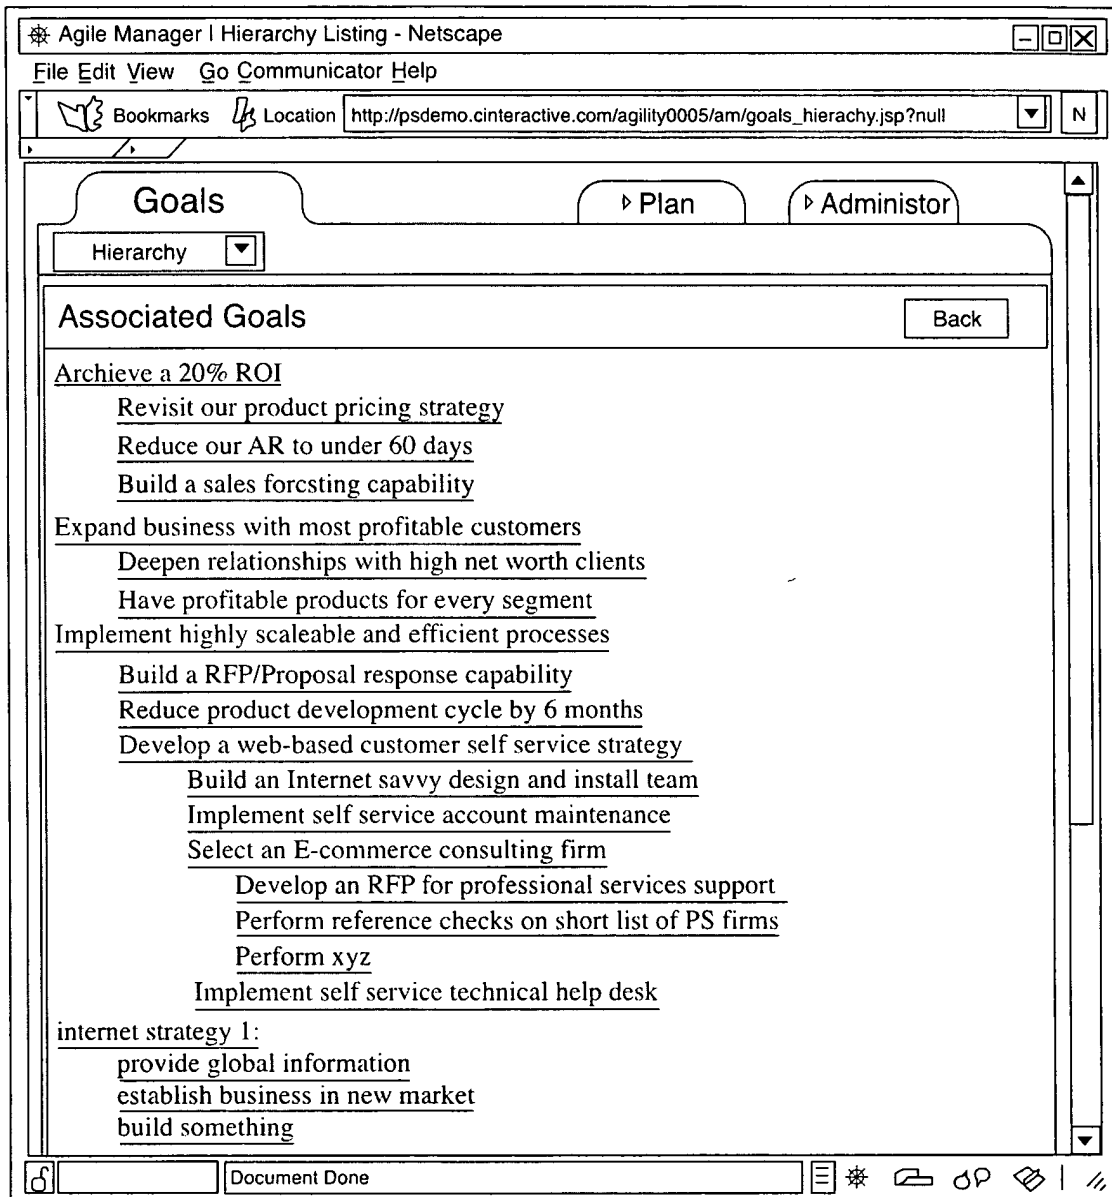 Agile Manager | Hierarchy Listing - Netscape
File Edit View Go Communicator Help
Bookmarks Location http://psdemo.cinteractive.com/agility0005/am/goals_hierachy.jsp?null N
Goals Plan Administor
Hierarchy
Associated Goals Back
Archieve a 20% ROI
Revisit our product pricing strategy
Reduce our AR to under 60 days
Build a sales forcsting capability
Expand business with most profitable customers
Deepen relationships with high net worth clients
Have profitable products for every segment
Implement highly scaleable and efficient processes
Build a RFP/Proposal response capability
Reduce product development cycle by 6 months
Develop a web-based customer self service strategy
Build an Internet savvy design and install team
Implement self service account maintenance
Select an E-commerce consulting firm
Develop an RFP for professional services support
Perform reference checks on short list of PS firms
Perform xyz
Implement self service technical help desk
internet strategy 1:
provide global information
establish business in new market
build something
Document Done